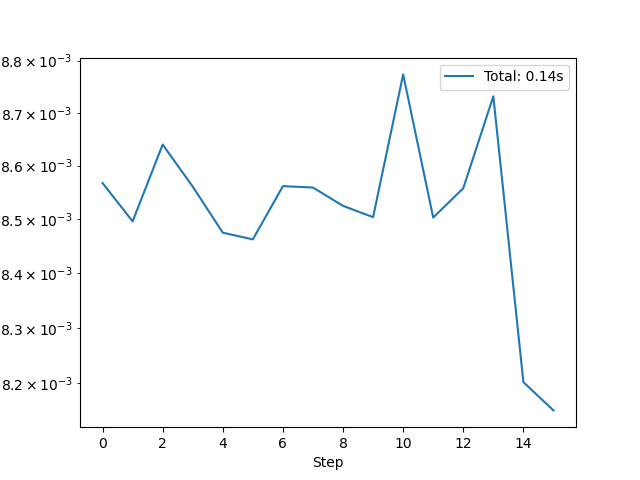 8.8 × 10⁻³
8.7 × 10⁻³
8.6 × 10⁻³
8.5 × 10⁻³
8.4 × 10⁻³
8.3 × 10⁻³
8.2 × 10⁻³
Total: 0.14s
0 2 4 6 8 10 12 14
Step